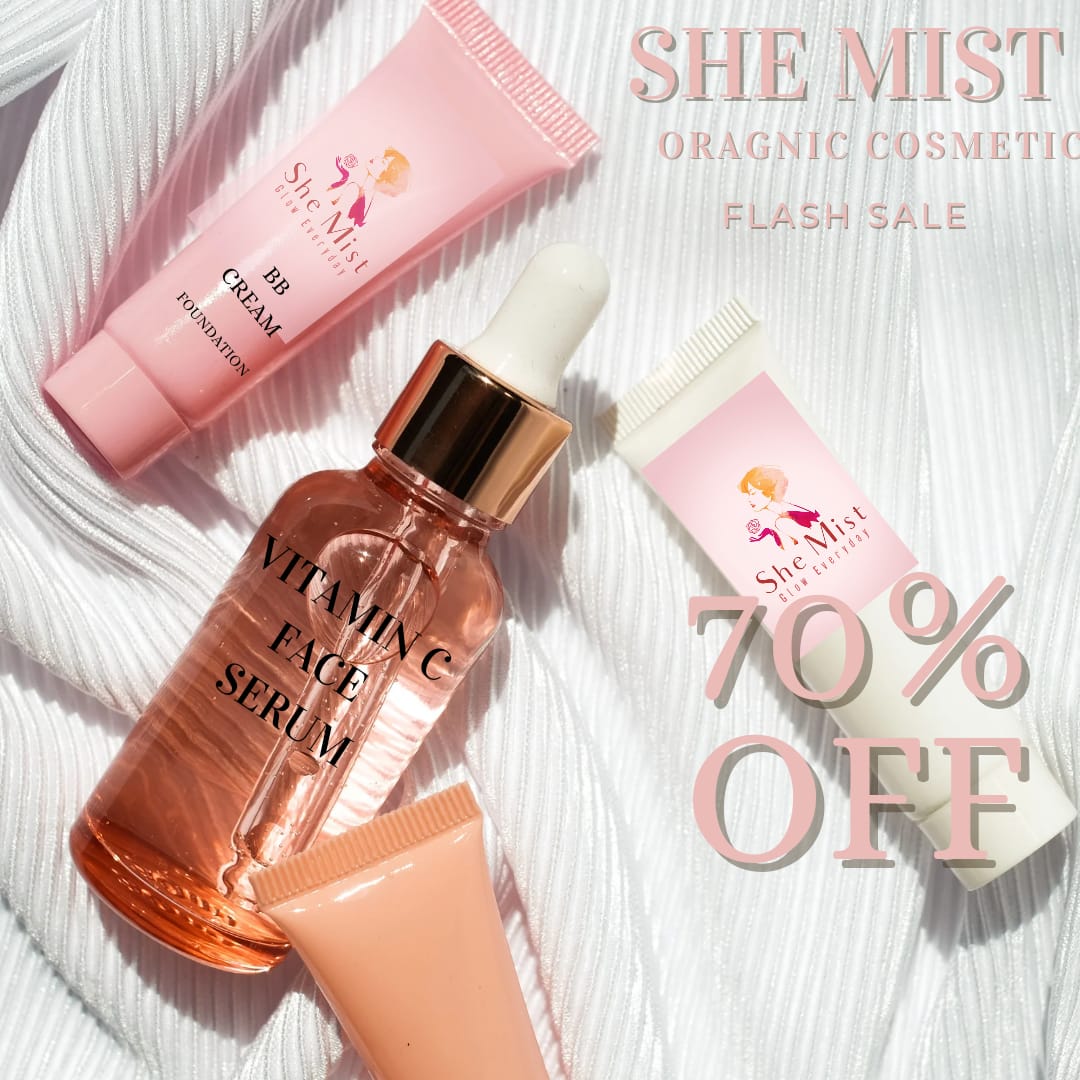 SHE MIST
ORAGNIC COSMETIC
FLASH SALE
She Mist
Glow Everyday
BB
CREAM
FOUNDATION
VITAMIN C
FACE
SERUM
She Mist
Glow Everyday
70%
OFF